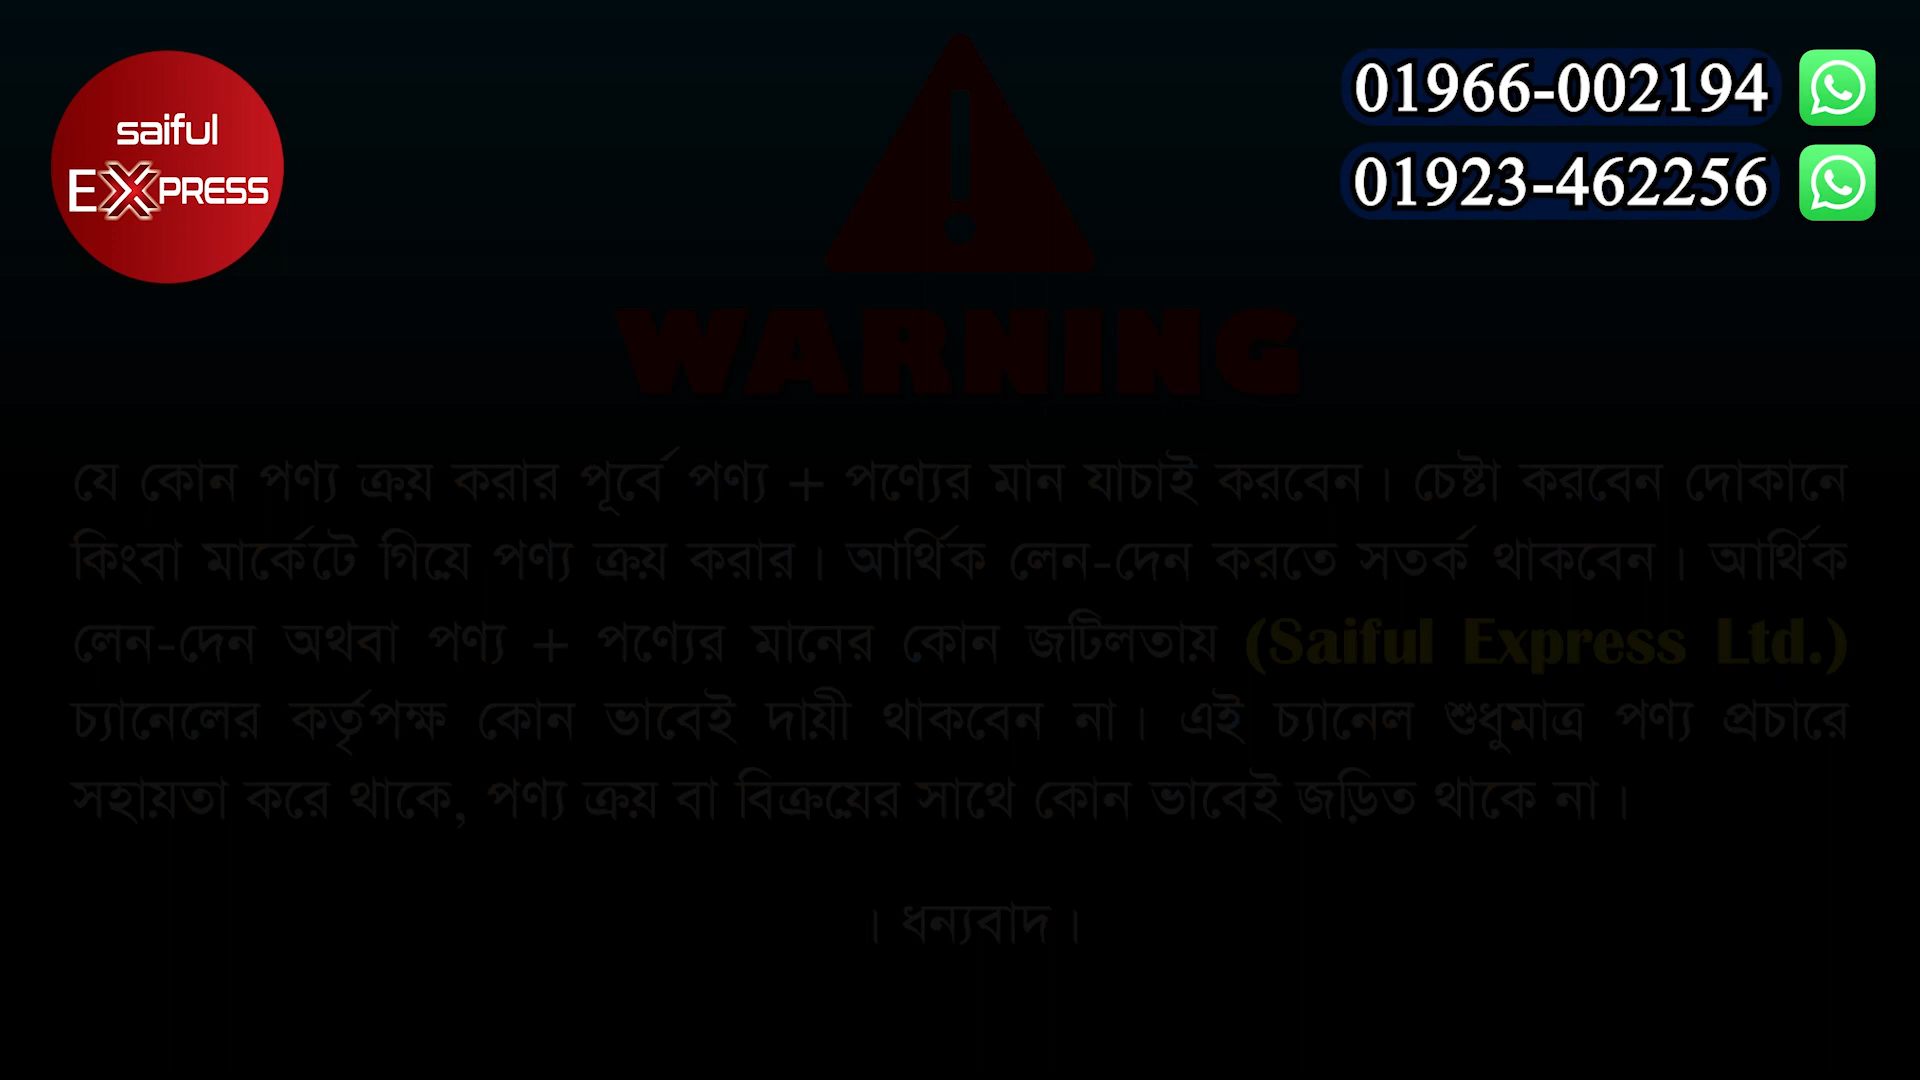 saiful
EXPRESS
01966-002194
01923-462256
WARNING
যে কোন পণ্য ক্রয় করার পূর্বে পণ্য + পণ্যের মান যাচাই করবেন। চেষ্টা করবেন দোকানে
কিংবা মার্কেটে গিয়ে পণ্য ক্রয় করার। আর্থিক লেন-দেন করতে সতর্ক থাকবেন। আর্থিক
লেন-দেন অথবা পণ্য + পণ্যের মানের কোন জটিলতায় (Saiful Express Ltd.)
চ্যানেলের কর্তৃপক্ষ কোন ভাবেই দায়ী থাকবেন না। এই চ্যানেল শুধুমাত্র পণ্য প্রচারে
সহায়তা করে থাকে, পণ্য ক্রয় বা বিক্রয়ের সাথে কোন ভাবেই জড়িত থাকে না।
। ধন্যবাদ ।